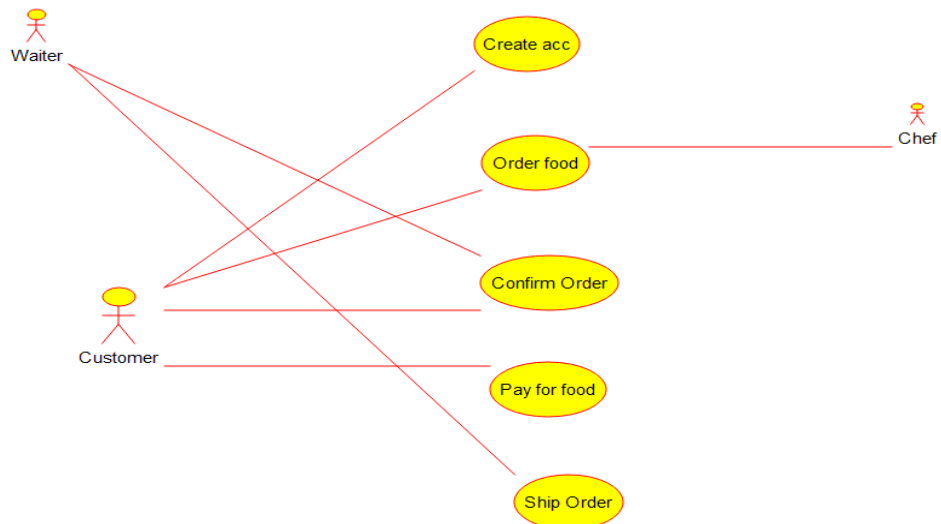 Waiter
Create acc
Chef
Order food
Confirm Order
Customer
Pay for food
Ship Order